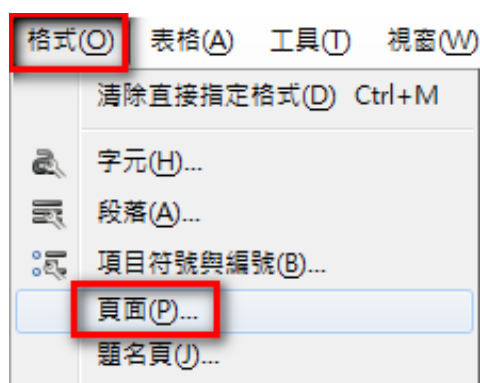 格式(O) 表格(A) 工具(T) 視窗(W)
清除直接指定格式(D) Ctrl+M
字元(H)...
段落(A)...
項目符號與編號(B)...
頁面(P)...
題名頁(J)...